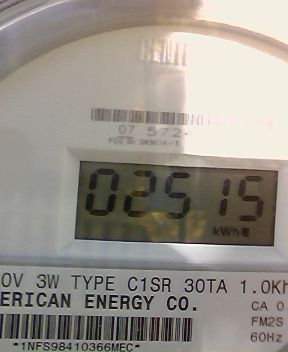 07 572
02515
kWh
0V 3W TYPE C1SR 30TA 1.0Kh
ERICAN ENERGY CO.
CA 0
FM2S
60Hz
*1NFS98410366MEC*